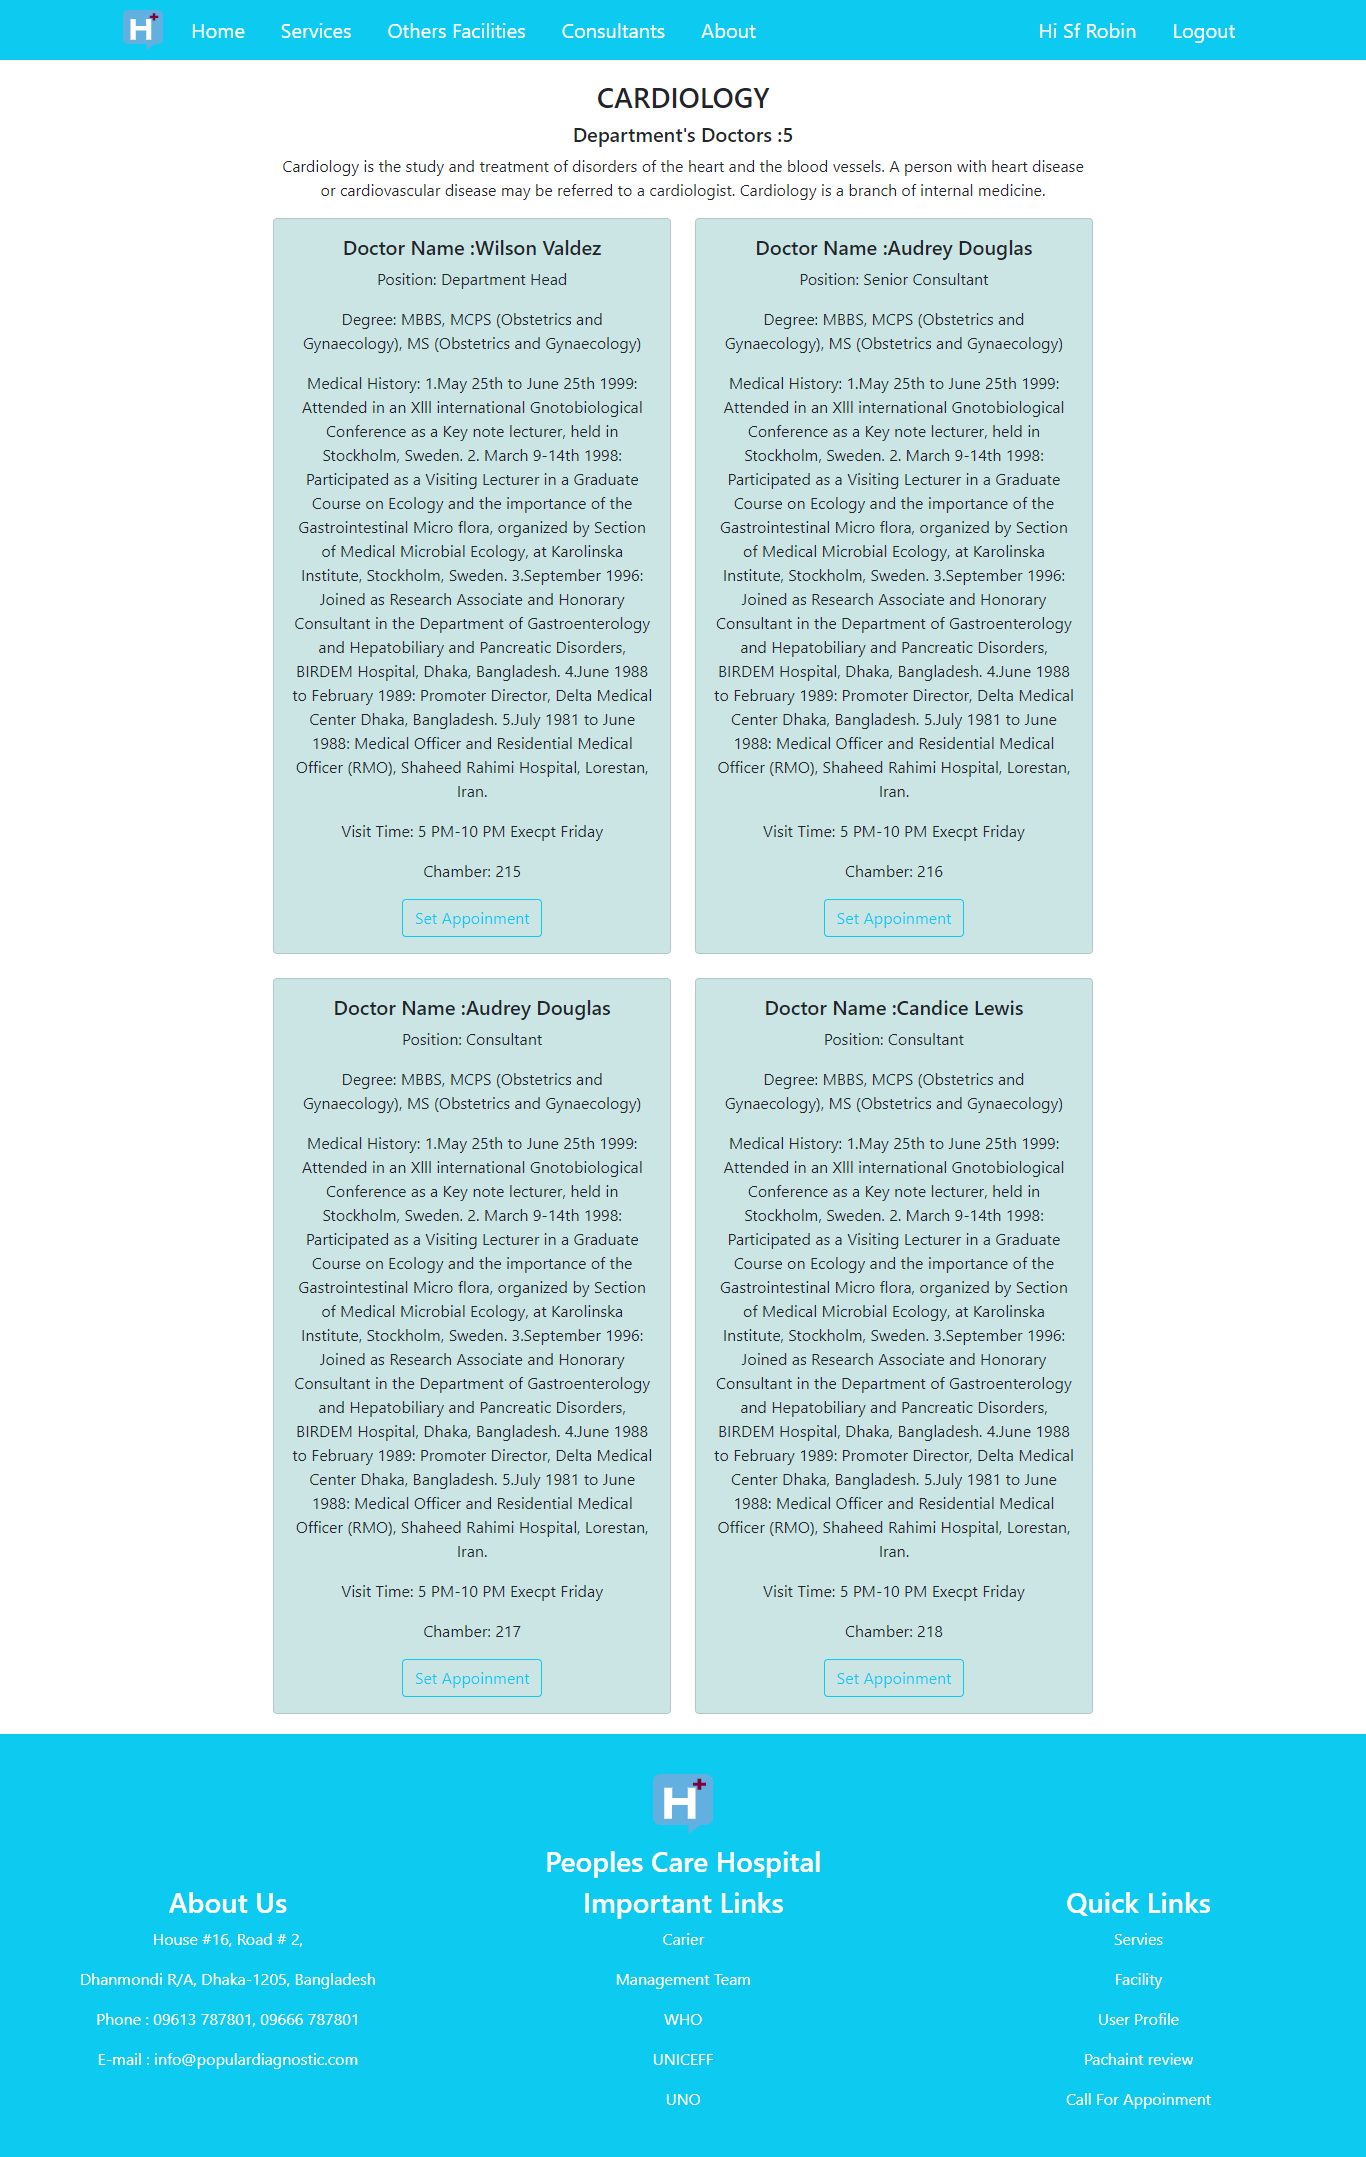 H+
Home
Services
Others Facilities
Consultants
About
Hi Sf Robin
Logout
CARDIOLOGY
Department's Doctors :5
Cardiology is the study and treatment of disorders of the heart and the blood vessels. A person with heart disease
or cardiovascular disease may be referred to a cardiologist. Cardiology is a branch of internal medicine.
Doctor Name :Wilson Valdez
Position: Department Head
Degree: MBBS, MCPS (Obstetrics and
Gynaecology), MS (Obstetrics and Gynaecology)
Medical History: 1.May 25th to June 25th 1999:
Attended in an Xlll international Gnotobiological
Conference as a Key note lecturer, held in
Stockholm, Sweden. 2. March 9-14th 1998:
Participated as a Visiting Lecturer in a Graduate
Course on Ecology and the importance of the
Gastrointestinal Micro flora, organized by Section
of Medical Microbial Ecology, at Karolinska
Institute, Stockholm, Sweden. 3.September 1996:
Joined as Research Associate and Honorary
Consultant in the Department of Gastroenterology
and Hepatobiliary and Pancreatic Disorders,
BIRDEM Hospital, Dhaka, Bangladesh. 4.June 1988
to February 1989: Promoter Director, Delta Medical
Center Dhaka, Bangladesh. 5.July 1981 to June
1988: Medical Officer and Residential Medical
Officer (RMO), Shaheed Rahimi Hospital, Lorestan,
Iran.
Visit Time: 5 PM-10 PM Execpt Friday
Chamber: 215
Set Appoinment
Doctor Name :Audrey Douglas
Position: Senior Consultant
Degree: MBBS, MCPS (Obstetrics and
Gynaecology), MS (Obstetrics and Gynaecology)
Medical History: 1.May 25th to June 25th 1999:
Attended in an Xlll international Gnotobiological
Conference as a Key note lecturer, held in
Stockholm, Sweden. 2. March 9-14th 1998:
Participated as a Visiting Lecturer in a Graduate
Course on Ecology and the importance of the
Gastrointestinal Micro flora, organized by Section
of Medical Microbial Ecology, at Karolinska
Institute, Stockholm, Sweden. 3.September 1996:
Joined as Research Associate and Honorary
Consultant in the Department of Gastroenterology
and Hepatobiliary and Pancreatic Disorders,
BIRDEM Hospital, Dhaka, Bangladesh. 4.June 1988
to February 1989: Promoter Director, Delta Medical
Center Dhaka, Bangladesh. 5.July 1981 to June
1988: Medical Officer and Residential Medical
Officer (RMO), Shaheed Rahimi Hospital, Lorestan,
Iran.
Visit Time: 5 PM-10 PM Execpt Friday
Chamber: 216
Set Appoinment
Doctor Name :Audrey Douglas
Position: Consultant
Degree: MBBS, MCPS (Obstetrics and
Gynaecology), MS (Obstetrics and Gynaecology)
Medical History: 1.May 25th to June 25th 1999:
Attended in an Xlll international Gnotobiological
Conference as a Key note lecturer, held in
Stockholm, Sweden. 2. March 9-14th 1998:
Participated as a Visiting Lecturer in a Graduate
Course on Ecology and the importance of the
Gastrointestinal Micro flora, organized by Section
of Medical Microbial Ecology, at Karolinska
Institute, Stockholm, Sweden. 3.September 1996:
Joined as Research Associate and Honorary
Consultant in the Department of Gastroenterology
and Hepatobiliary and Pancreatic Disorders,
BIRDEM Hospital, Dhaka, Bangladesh. 4.June 1988
to February 1989: Promoter Director, Delta Medical
Center Dhaka, Bangladesh. 5.July 1981 to June
1988: Medical Officer and Residential Medical
Officer (RMO), Shaheed Rahimi Hospital, Lorestan,
Iran.
Visit Time: 5 PM-10 PM Execpt Friday
Chamber: 217
Set Appoinment
Doctor Name :Candice Lewis
Position: Consultant
Degree: MBBS, MCPS (Obstetrics and
Gynaecology), MS (Obstetrics and Gynaecology)
Medical History: 1.May 25th to June 25th 1999:
Attended in an Xlll international Gnotobiological
Conference as a Key note lecturer, held in
Stockholm, Sweden. 2. March 9-14th 1998:
Participated as a Visiting Lecturer in a Graduate
Course on Ecology and the importance of the
Gastrointestinal Micro flora, organized by Section
of Medical Microbial Ecology, at Karolinska
Institute, Stockholm, Sweden. 3.September 1996:
Joined as Research Associate and Honorary
Consultant in the Department of Gastroenterology
and Hepatobiliary and Pancreatic Disorders,
BIRDEM Hospital, Dhaka, Bangladesh. 4.June 1988
to February 1989: Promoter Director, Delta Medical
Center Dhaka, Bangladesh. 5.July 1981 to June
1988: Medical Officer and Residential Medical
Officer (RMO), Shaheed Rahimi Hospital, Lorestan,
Iran.
Visit Time: 5 PM-10 PM Execpt Friday
Chamber: 218
Set Appoinment
H+
Peoples Care Hospital
About Us
House #16, Road # 2,
Dhanmondi R/A, Dhaka-1205, Bangladesh
Phone : 09613 787801, 09666 787801
E-mail : info@populardiagnostic.com
Important Links
Carier
Management Team
WHO
UNICEFF
UNO
Quick Links
Servies
Facility
User Profile
Pachaint review
Call For Appoinment